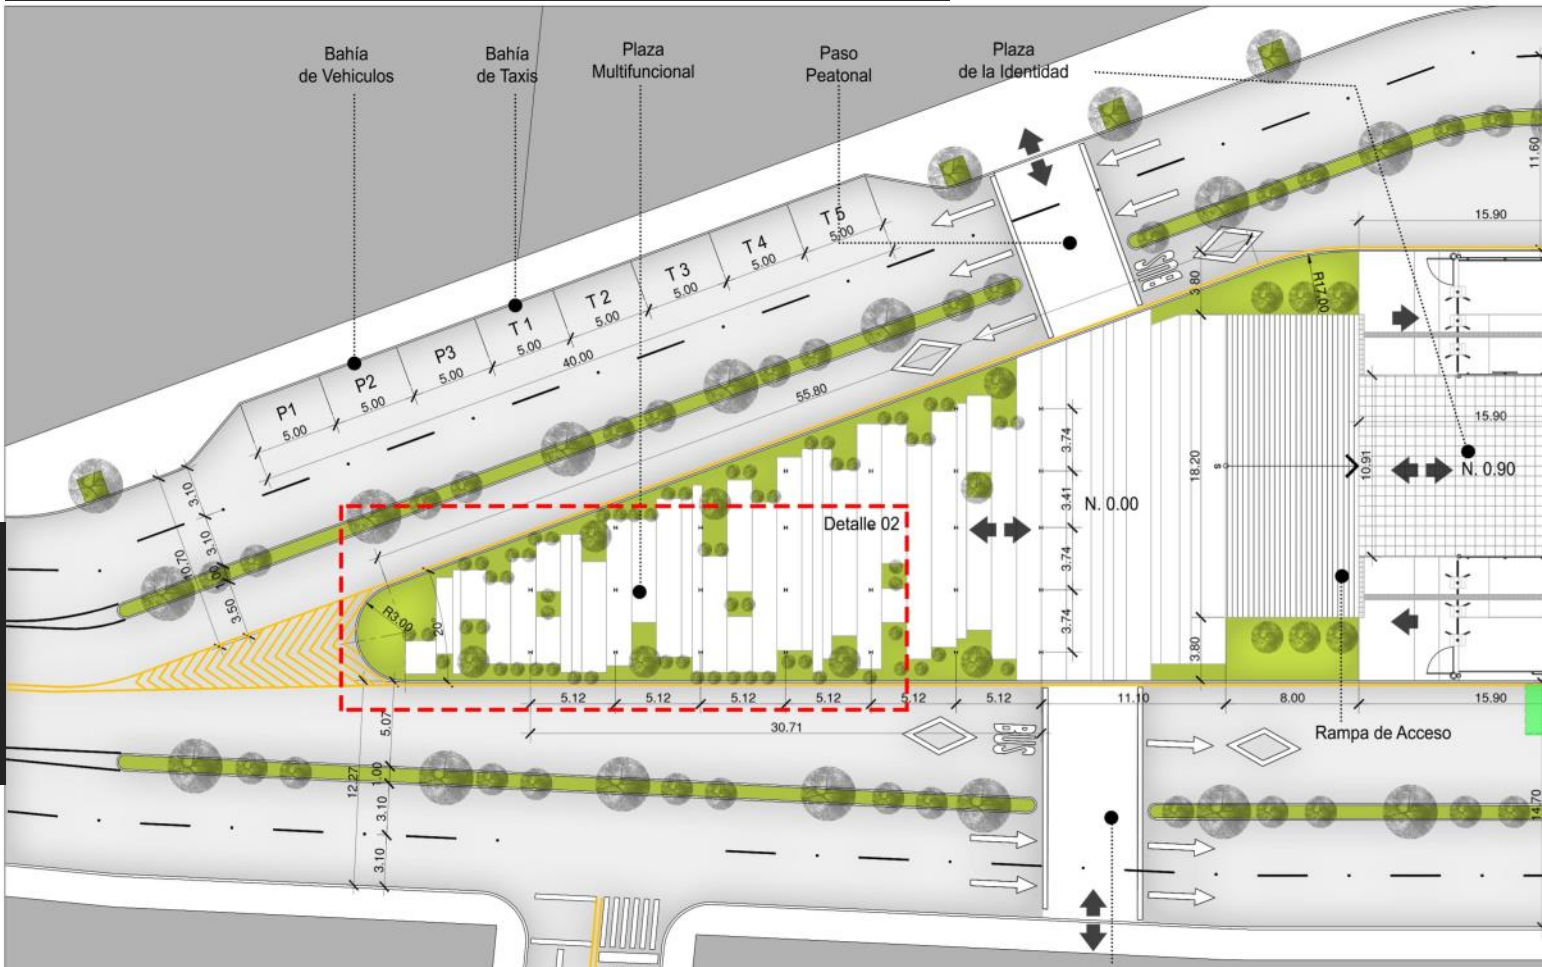 Bahía
de Vehiculos
Bahía
de Taxis
Plaza
Multifuncional
Paso
Peatonal
Plaza
de la Identidad
11.60
15.90
T 5
5.00
T 4
5.00
T 3
5.00
T 2
5.00
T 1
5.00
P3
5.00
P2
5.00
P1
5.00
40.00
55.80
BUS
3.80
R17.00
15.90
3.74
3.41
3.74
3.74
18.20
S
10.91
N. 0.90
N. 0.00
Detalle 02
3.10
3.10
10.70
1.00
3.50
R3.00
20°
3.80
5.12
5.12
5.12
5.12
5.12
5.12
11.10
8.00
15.90
30.71
BUS
Rampa de Acceso
5.07
1.00
12.27
3.10
3.10
14.70